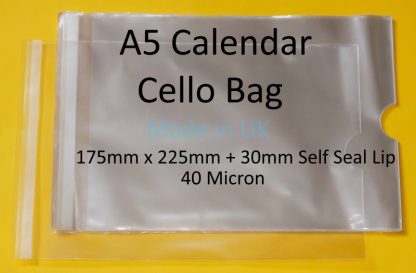 A5 Calendar
Cello Bag
Made in UK
175mm x 225mm + 30mm Self Seal Lip
40 Micron